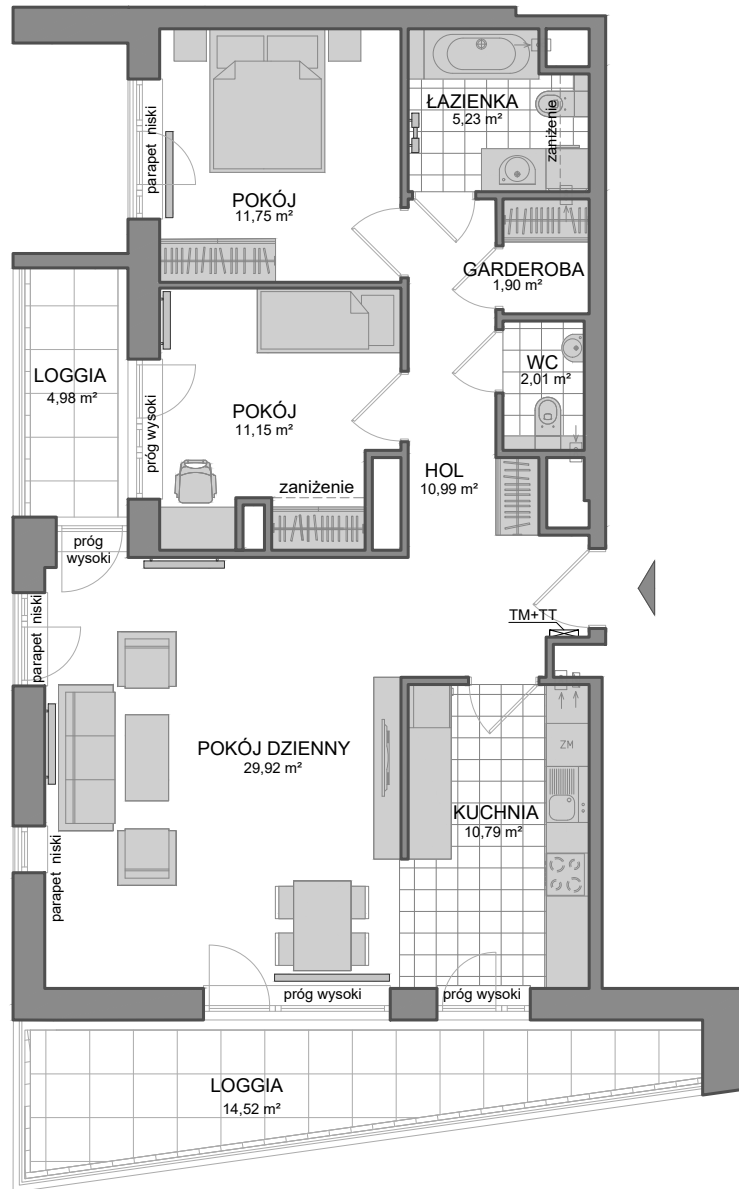 ŁAZIENKA
5,23 m²
zaniżenie
parapet niski
POKÓJ
11,75 m²
GARDEROBA
1,90 m²
LOGGIA
4,98 m²
WC
2,01 m²
POKÓJ
11,15 m²
próg wysoki
HOL
10,99 m²
zaniżenie
próg
wysoki
parapet niski
TM+TT
POKÓJ DZIENNY
29,92 m²
ZM
KUCHNIA
10,79 m²
parapet niski
próg wysoki
próg wysoki
LOGGIA
14,52 m²